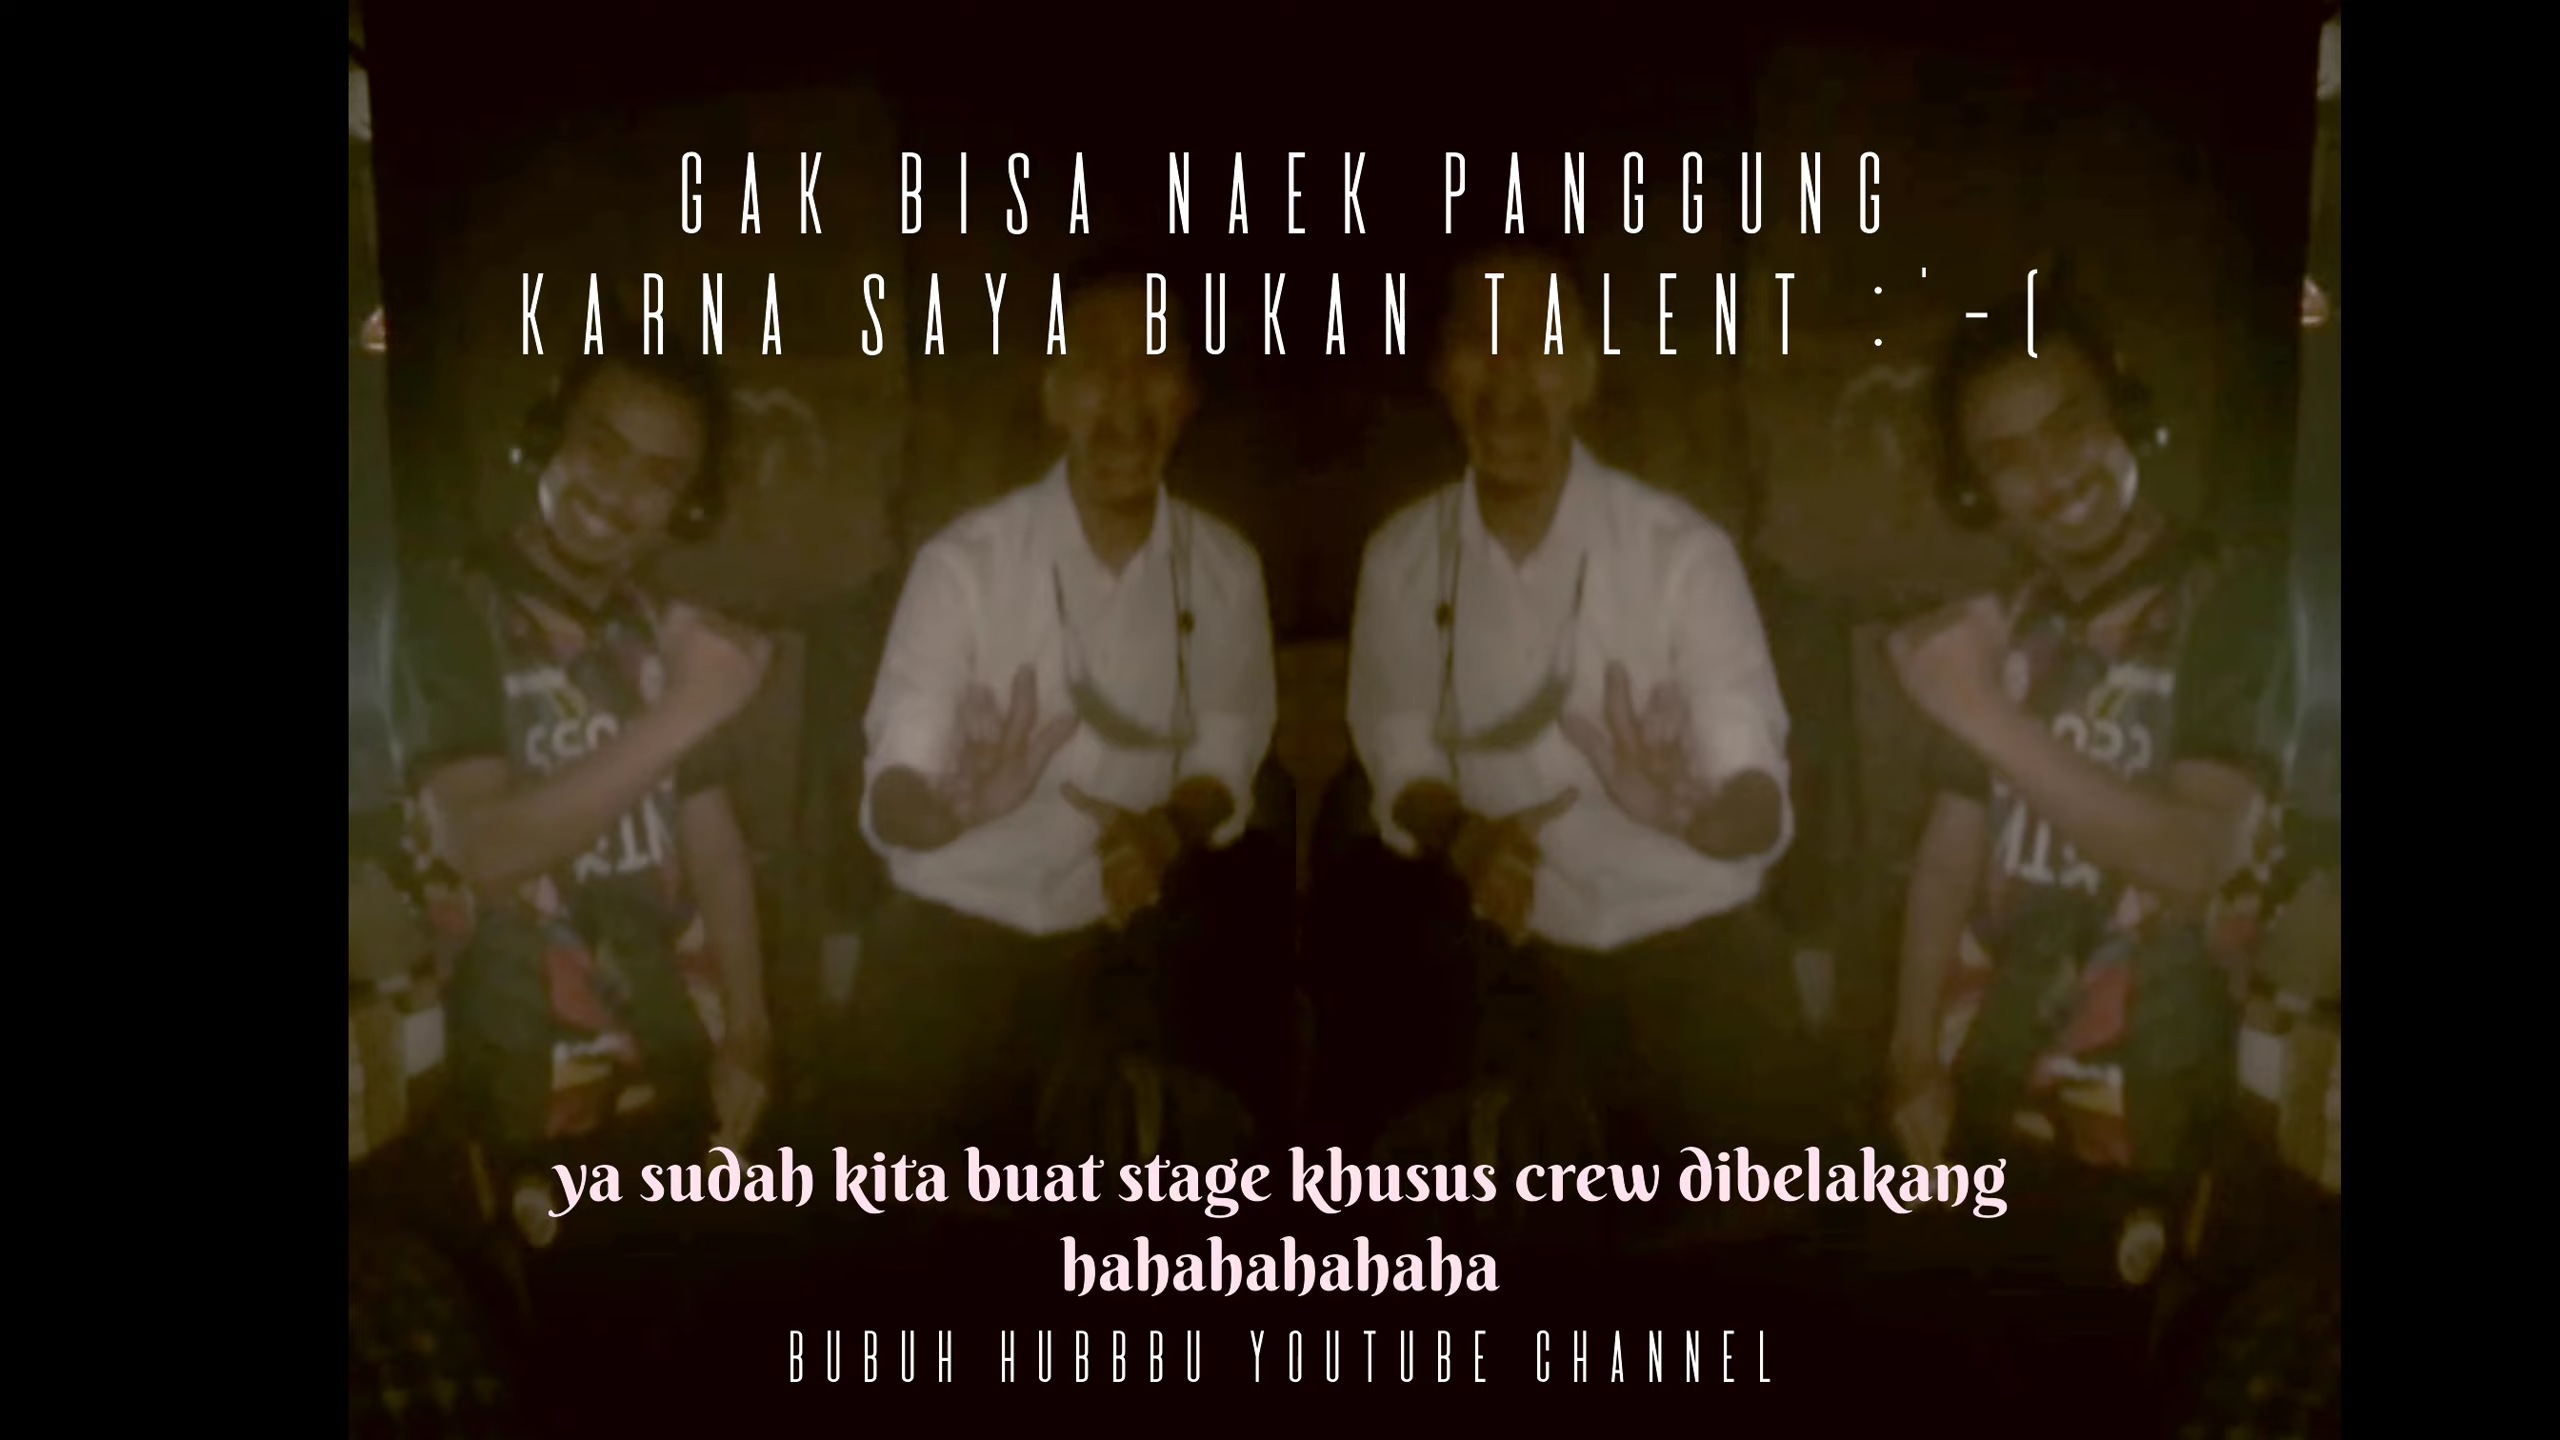 GAK BISA NAEK PANGGUNG
KARNA SAYA BUKAN TALENT :'-(
ya sudah kita buat stage khusus crew dibelakang
hahahahahaha
BUBUH HUBBBU YOUTUBE CHANNEL